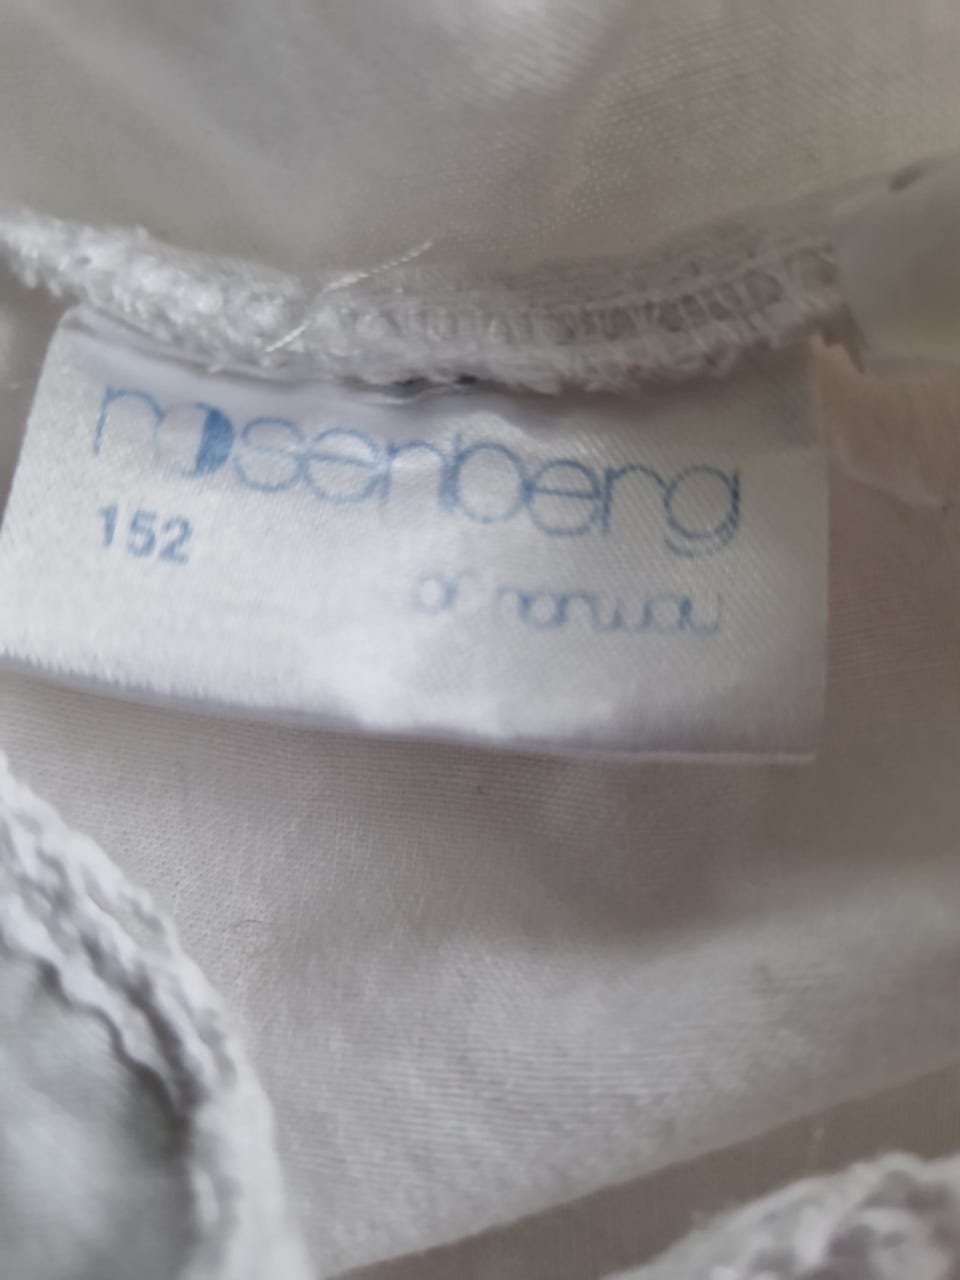 rosenberg
152
of norway